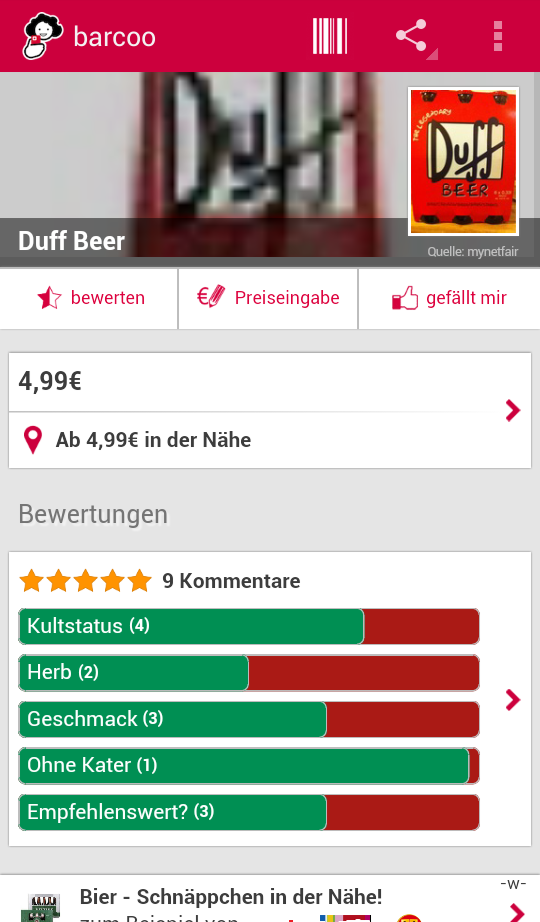 barcoo
Duff
THE LEGENDARY
Duff
BEER
Duff Beer
Quelle: mynetfair
bewerten
€ Preiseingabe
gefällt mir
4,99€
Ab 4,99€ in der Nähe
Bewertungen
9 Kommentare
Kultstatus (4)
Herb (2)
Geschmack (3)
Ohne Kater (1)
Empfehlenswert? (3)
-w-
Bier - Schnäppchen in der Nähe!
zum Beispiel von